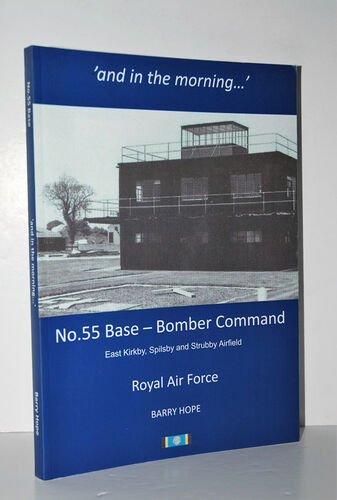 'and in the morning...'
No.55 Base – Bomber Command
East Kirkby, Spilsby and Strubby Airfield
Royal Air Force
BARRY HOPE
No.55 Base
'and in the morning...'
Barry Hope